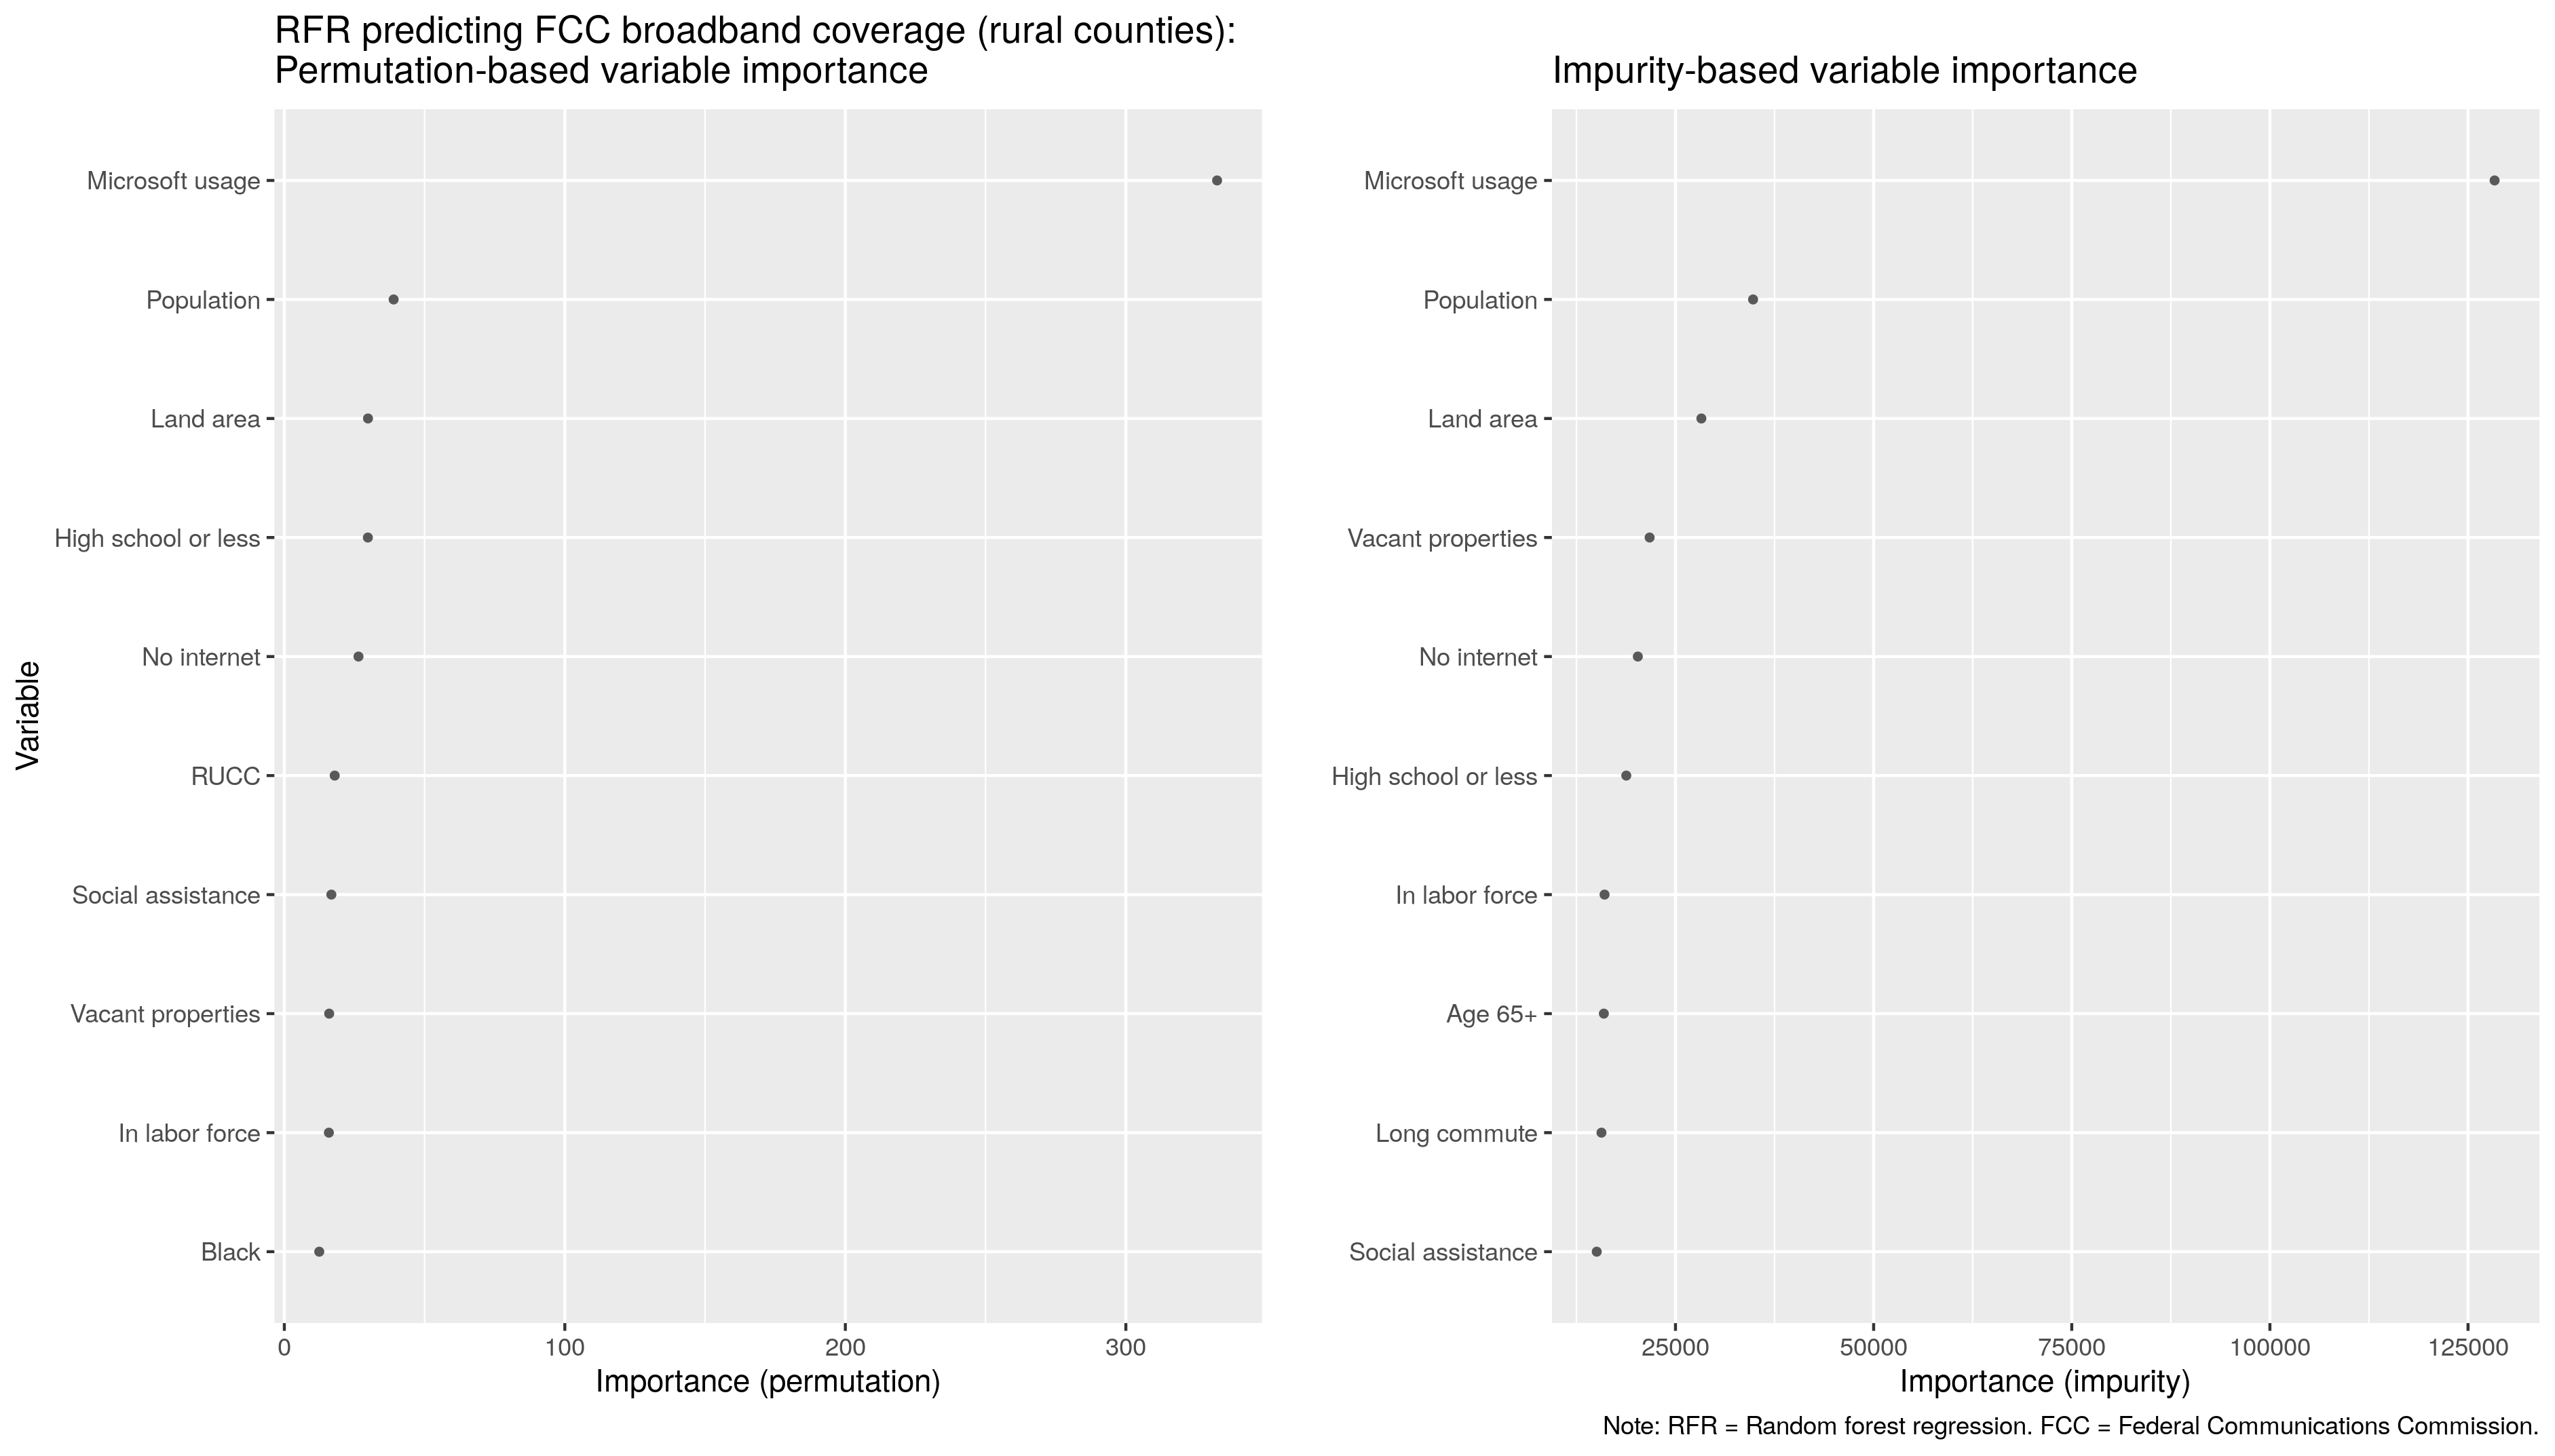 RFR predicting FCC broadband coverage (rural counties):
Permutation-based variable importance
Variable
Microsoft usage
Population
Land area
High school or less
No internet
RUCC
Social assistance
Vacant properties
In labor force
Black
0
100
200
300
Importance (permutation)
Impurity-based variable importance
Microsoft usage
Population
Land area
Vacant properties
No internet
High school or less
In labor force
Age 65+
Long commute
Social assistance
25000
50000
75000
100000
125000
Importance (impurity)
Note: RFR = Random forest regression. FCC = Federal Communications Commission.